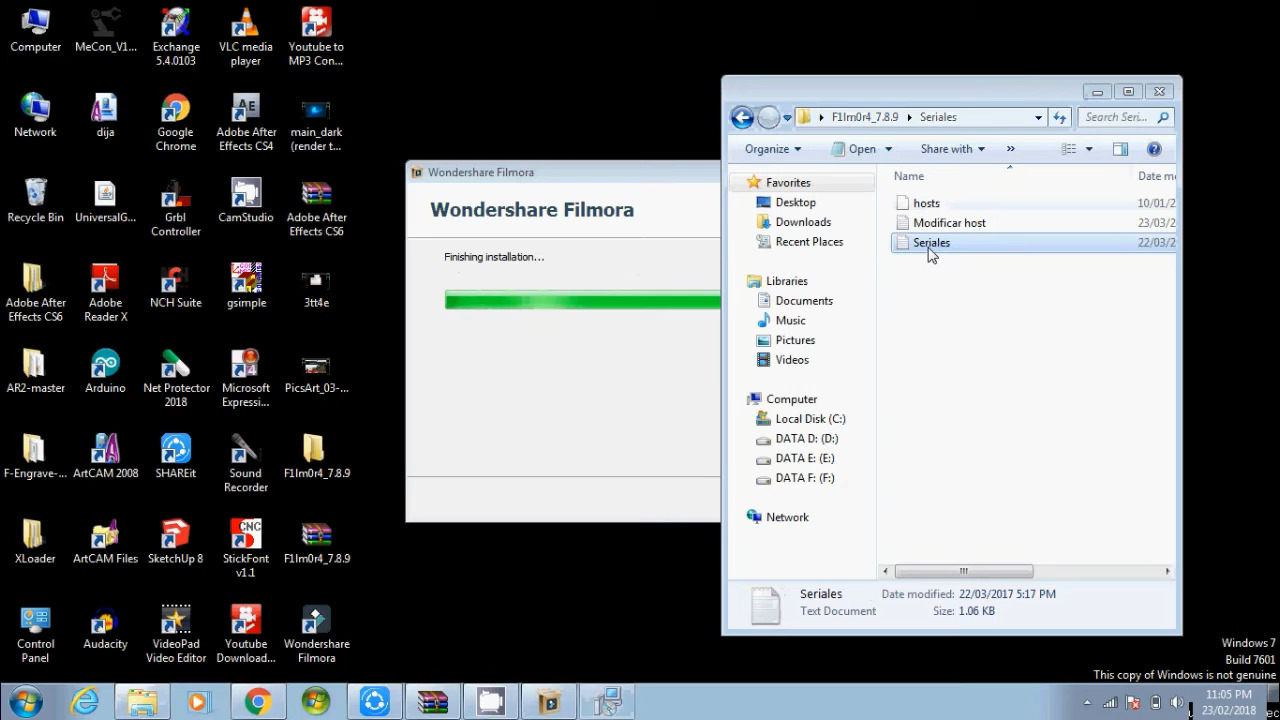 Computer
MeCon_V1...
Exchange
5.4.0103
VLC media
player
Youtube to
MP3 Con...
Network
dija
Google
Chrome
Adobe After
Effects CS4
main_dark
(render t...
Recycle Bin
UniversalG...
Grbl
Controller
CamStudio
Adobe After
Effects CS6
Adobe After
Effects CS6
Adobe
Reader X
NCH Suite
gsimple
3tt4e
AR2-master
Arduino
Net Protector
2018
Microsoft
Expressi...
PicsArt_03-...
F-Engrave-...
ArtCAM 2008
SHAREit
Sound
Recorder
F1lm0r4_7.8.9
XLoader
ArtCAM Files
SketchUp 8
CNC
StickFont
v1.1
F1lm0r4_7.8.9
Control
Panel
Audacity
VideoPad
Video Editor
Youtube
Download...
Wondershare
Filmora
Wondershare Filmora
Wondershare Filmora
Finishing installation...
F1lm0r4_7.8.9
Seriales
Search Seri...
Organize
Open
Share with
»
Favorites
Desktop
Downloads
Recent Places
Libraries
Documents
Music
Pictures
Videos
Computer
Local Disk (C:)
DATA D: (D:)
DATA E: (E:)
DATA F: (F:)
Network
Name
Date m
hosts
10/01/2
Modificar host
23/03/2
Seriales
22/03/2
Seriales
Date modified: 22/03/2017 5:17 PM
Text Document
Size: 1.06 KB
Windows 7
Build 7601
This copy of Windows is not genuine
11:05 PM
23/02/2018